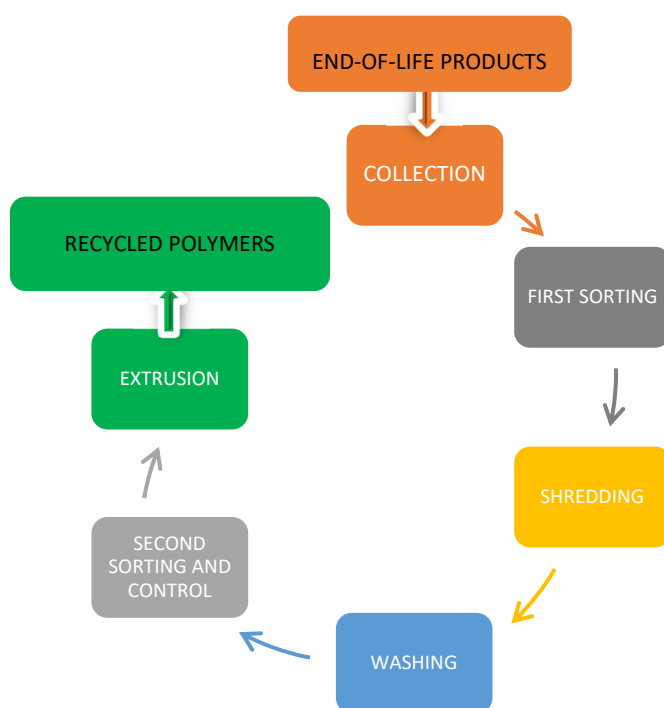 END-OF-LIFE PRODUCTS
COLLECTION
FIRST SORTING
SHREDDING
WASHING
SECOND
SORTING AND
CONTROL
EXTRUSION
RECYCLED POLYMERS